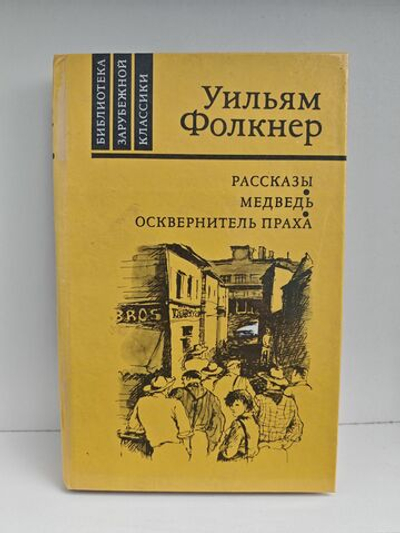 БИБЛИОТЕКА
ЗАРУБЕЖНОЙ
КЛАССИКИ
Уильям
Фолкнер
РАССКАЗЫ
МЕДВЕДЬ
ОСКВЕРНИТЕЛЬ ПРАХА
BROS